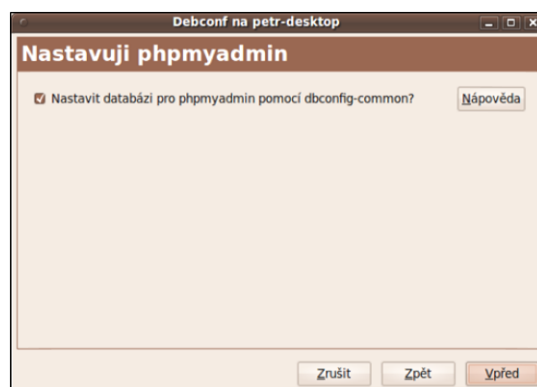 Debconf na petr-desktop
Nastavuji phpmyadmin
Nastavit databázi pro phpmyadmin pomocí dbconfig-common?
Nápověda
Zrušit
Zpět
Vpřed